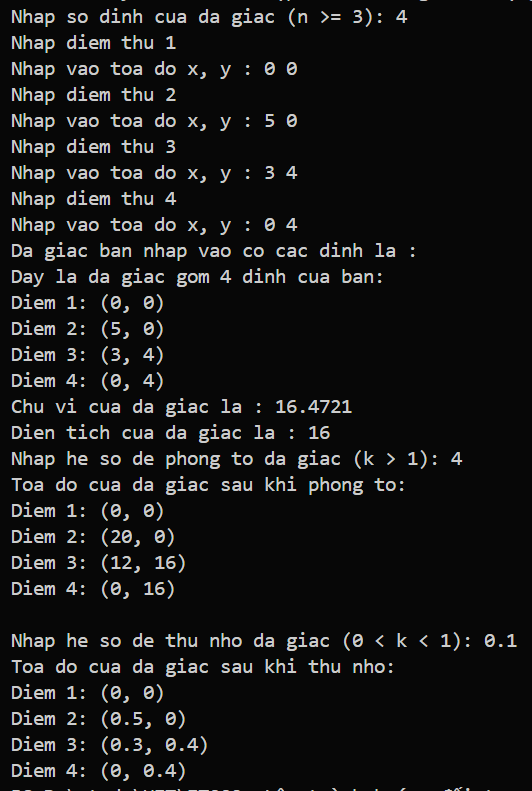 Nhap so dinh cua da giac (n >= 3): 4
Nhap diem thu 1
Nhap vao toa do x, y : 0 0
Nhap diem thu 2
Nhap vao toa do x, y : 5 0
Nhap diem thu 3
Nhap vao toa do x, y : 3 4
Nhap diem thu 4
Nhap vao toa do x, y : 0 4
Da giac ban nhap vao co cac dinh la :
Day la da giac gom 4 dinh cua ban:
Diem 1: (0, 0)
Diem 2: (5, 0)
Diem 3: (3, 4)
Diem 4: (0, 4)
Chu vi cua da giac la : 16.4721
Dien tich cua da giac la : 16
Nhap he so de phong to da giac (k > 1): 4
Toa do cua da giac sau khi phong to:
Diem 1: (0, 0)
Diem 2: (20, 0)
Diem 3: (12, 16)
Diem 4: (0, 16)
Nhap he so de thu nho da giac (0 < k < 1): 0.1
Toa do cua da giac sau khi thu nho:
Diem 1: (0, 0)
Diem 2: (0.5, 0)
Diem 3: (0.3, 0.4)
Diem 4: (0, 0.4)